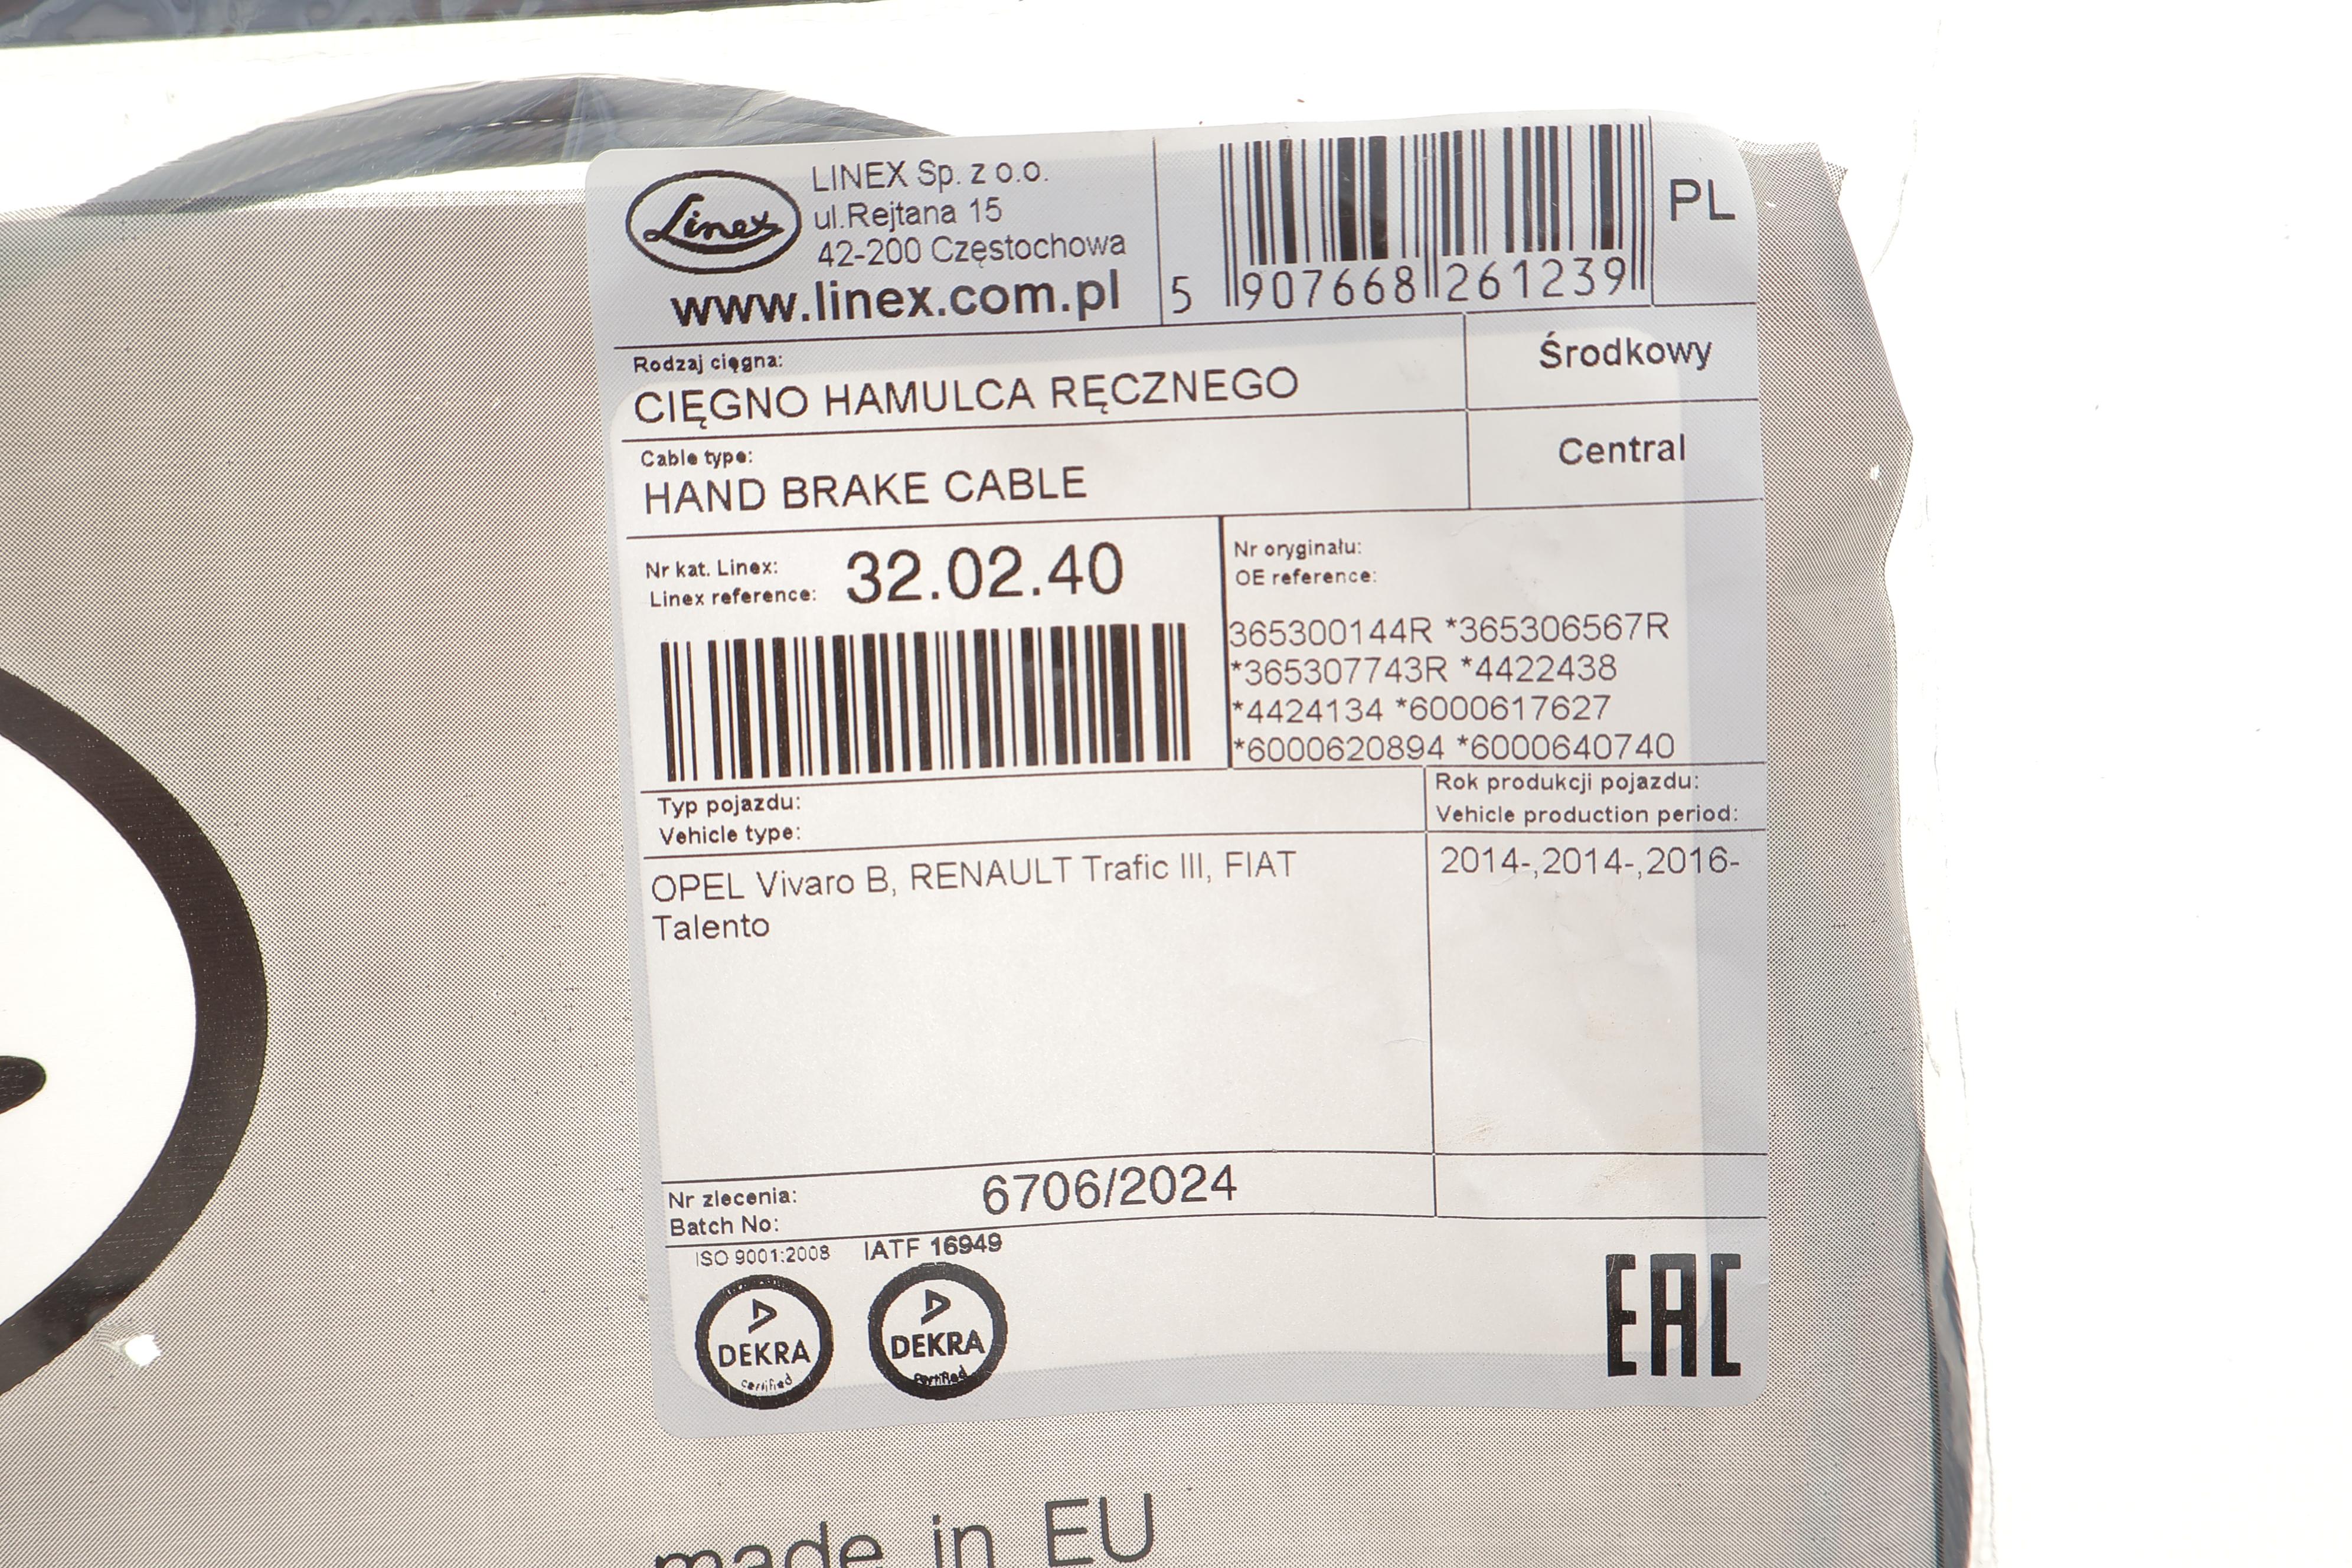 Linex
LINEX Sp. z o.o.
ul.Rejtana 15
42-200 Częstochowa
www.linex.com.pl
5 907668 261239
PL
Rodzaj cięgna:
CIĘGNO HAMULCA RĘCZNEGO
Środkowy
Cable type:
HAND BRAKE CABLE
Central
Nr kat. Linex:
Linex reference:
32.02.40
Nr oryginału:
OE reference:
365300144R *365306567R
*365307743R *4422438
*4424134 *6000617627
*6000620894 *6000640740
Typ pojazdu:
Vehicle type:
Rok produkcji pojazdu:
Vehicle production period:
OPEL Vivaro B, RENAULT Trafic III, FIAT
Talento
2014-,2014-,2016-
Nr zlecenia:
Batch No:
6706/2024
ISO 9001:2008
IATF 16949
DEKRA
certified
DEKRA
certified
EAC
made in EU